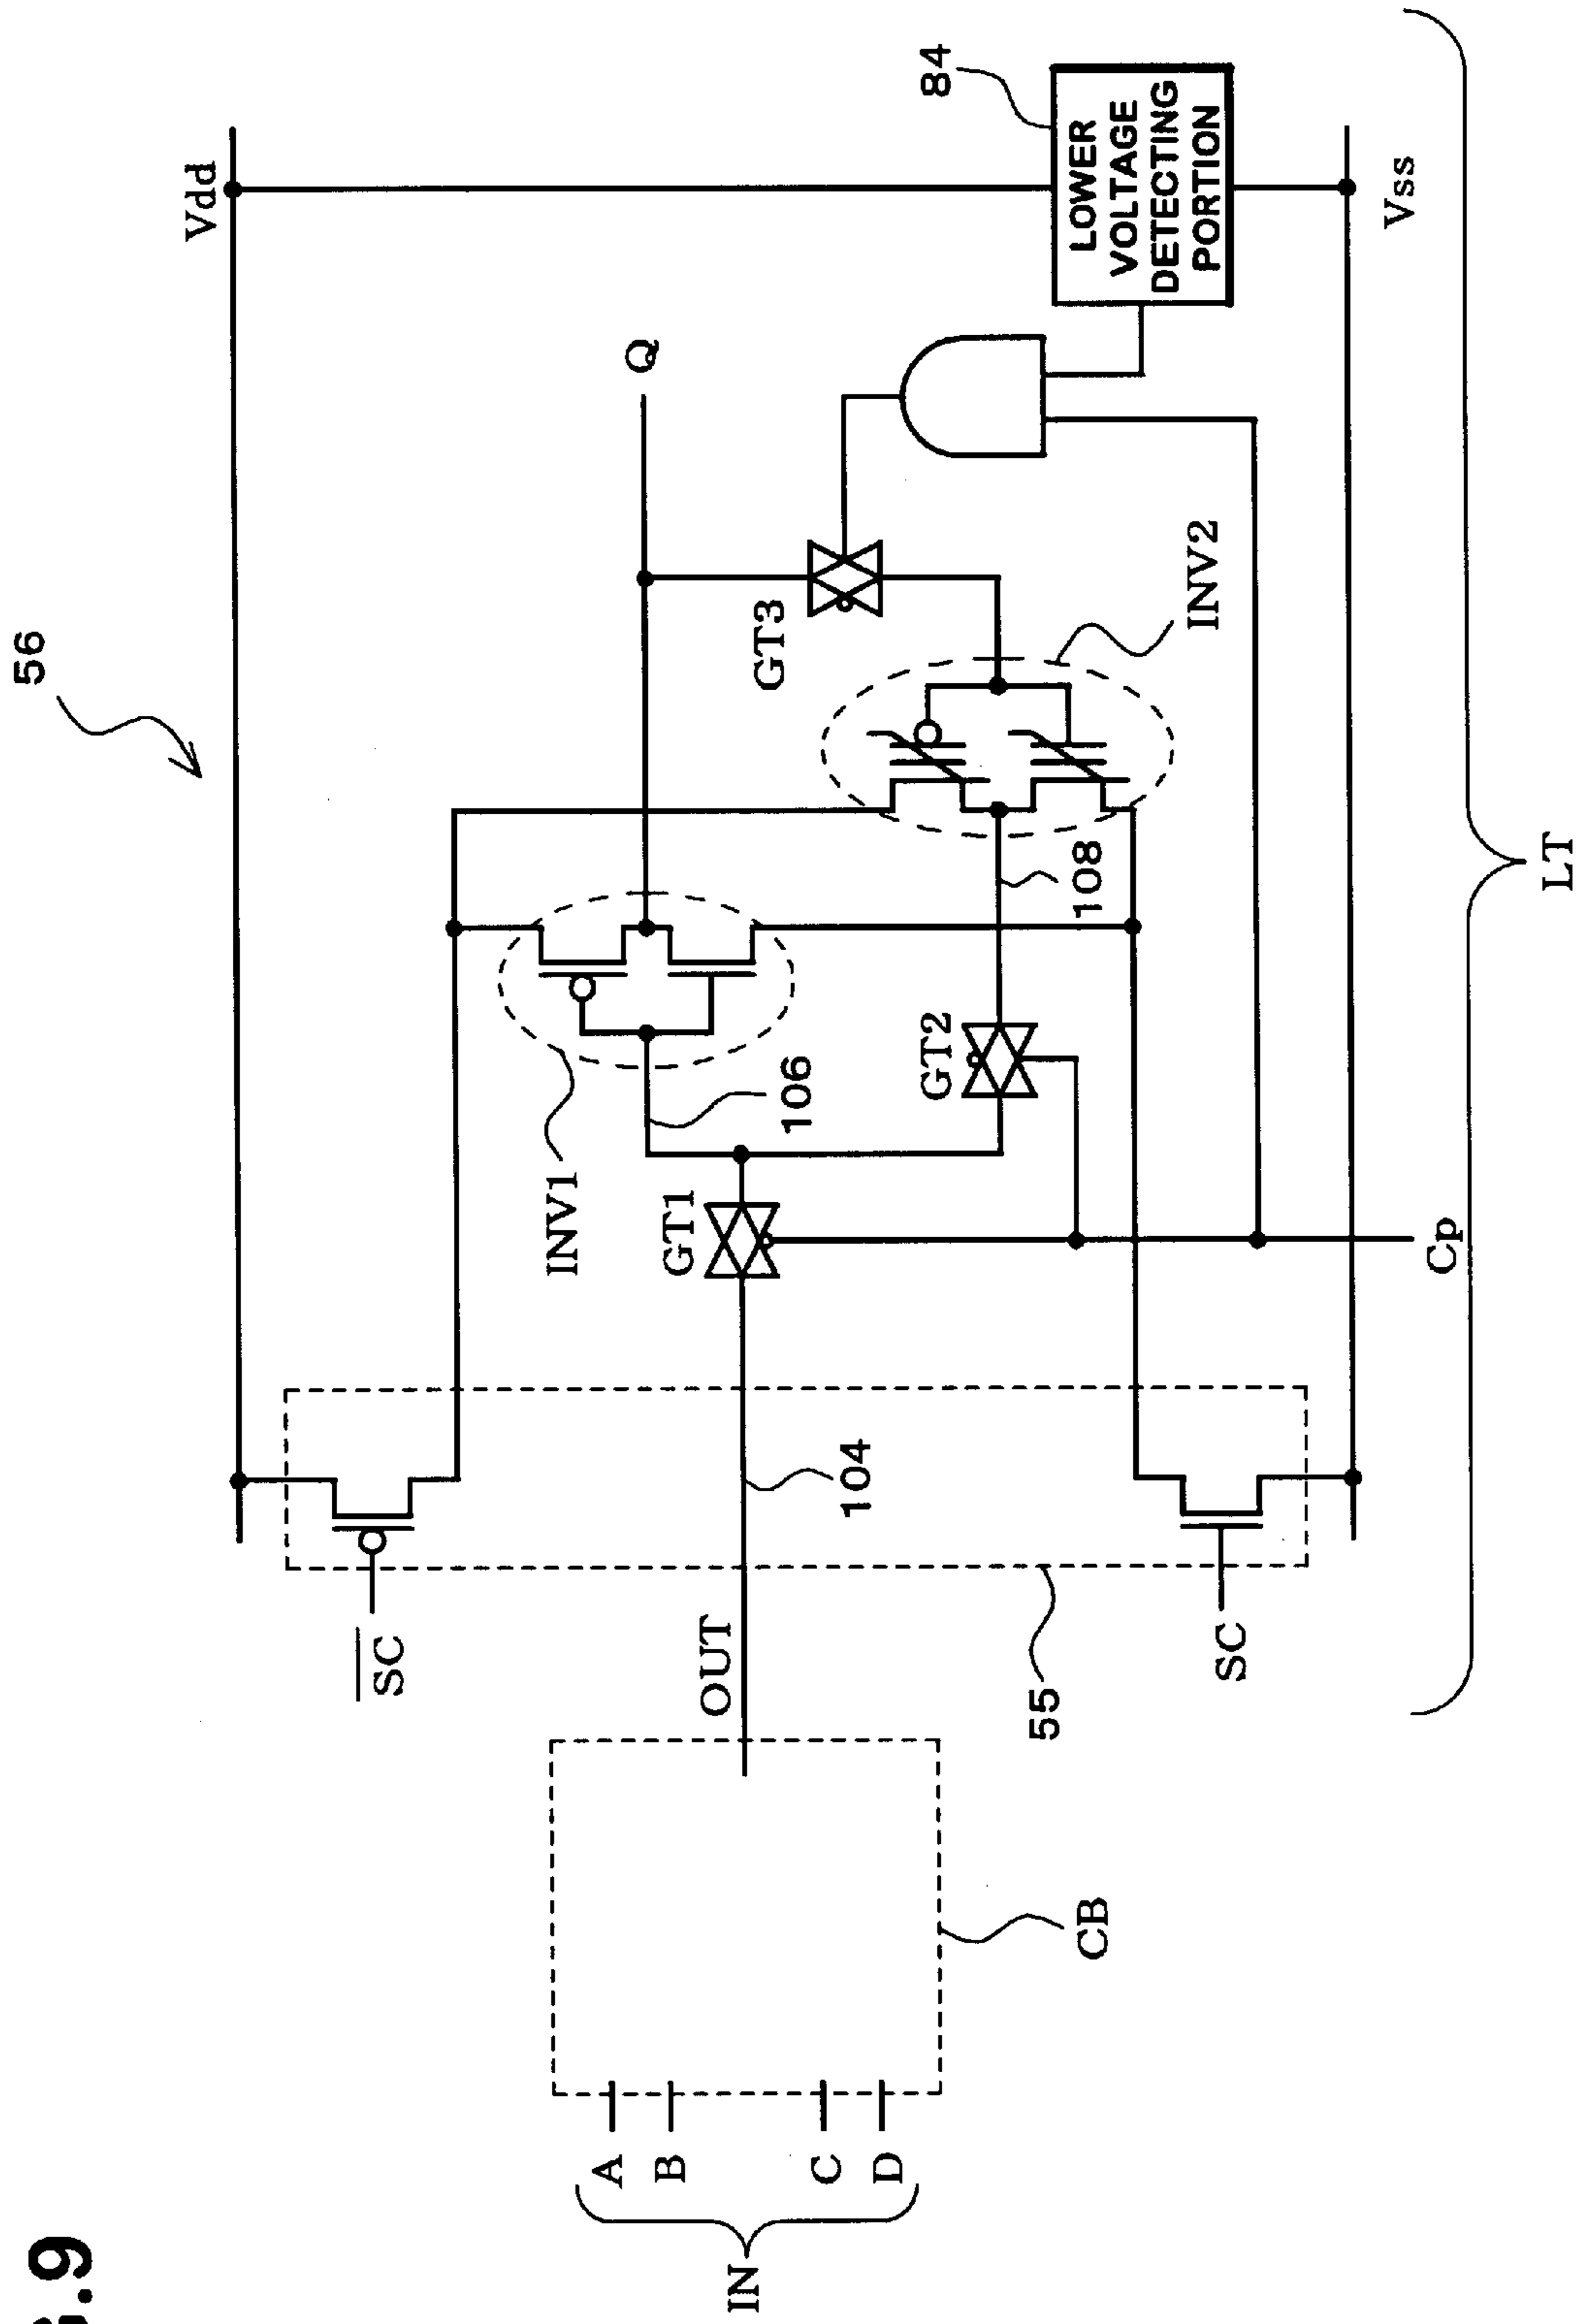 56
Vdd
Q
84
LOWER
VOLTAGE
DETECTING
PORTION
Vss
GT3
INV2
108
INV1
106
GT2
GT1
Cp
LT
SC
OUT
104
55
SC
CB
IN
A
B
C
D
.9